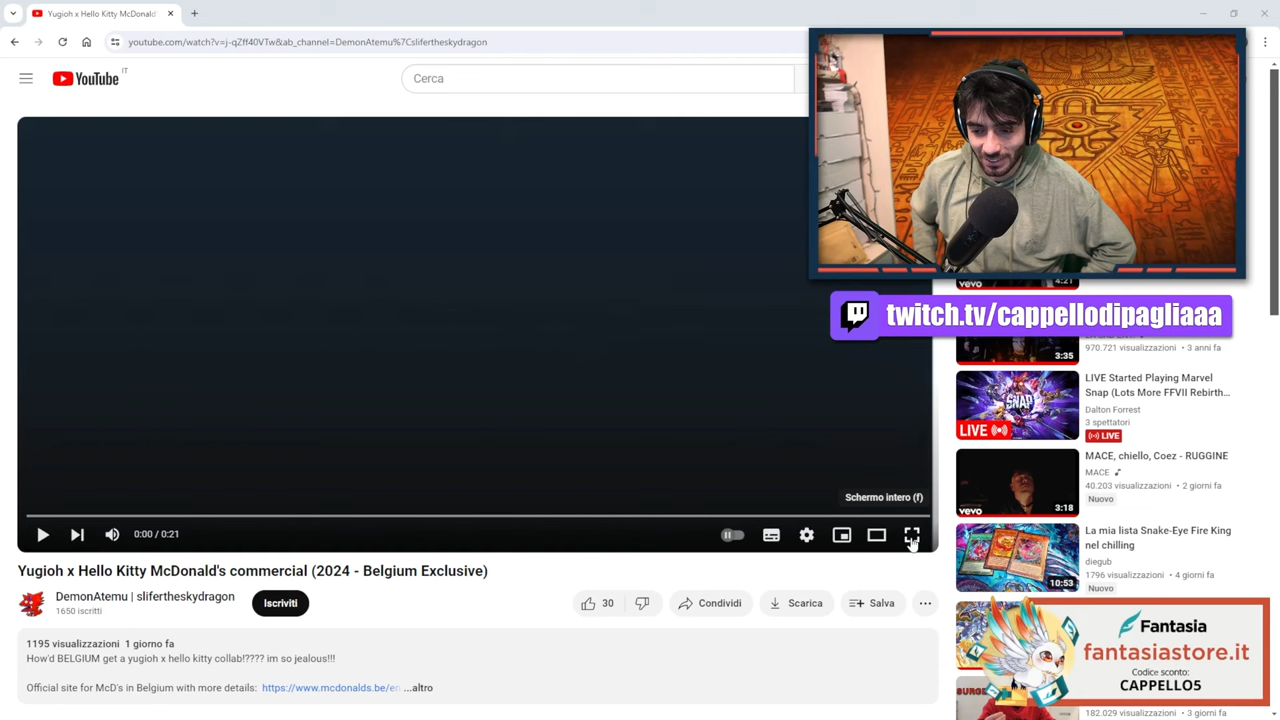 Yugioh x Hello Kitty McDonald
youtube.com/watch?v=j-qZff40VTw&ab_channel=DemonAtemu%7Cslifertheskydragon
YouTube IT
Cerca
4:21
vevo
twitch.tv/cappellodipagliaaa
970.721 visualizzazioni • 3 anni fa
3:35
LIVE Started Playing Marvel
Snap (Lots More FFVII Rebirth...
Dalton Forrest
3 spettatori
LIVE
SNAP
LIVE
MACE, chiello, Coez - RUGGINE
MACE
40.203 visualizzazioni • 2 giorni fa
Nuovo
vevo
3:18
La mia lista Snake-Eye Fire King
nel chilling
diegub
1796 visualizzazioni • 4 giorni fa
Nuovo
10:53
Schermo intero (f)
0:00 / 0:21
Yugioh x Hello Kitty McDonald's commercial (2024 - Belgium Exclusive)
DemonAtemu | slifertheskydragon
1650 iscritti
Iscriviti
30
Condividi
Scarica
Salva
1195 visualizzazioni 1 giorno fa
How'd BELGIUM get a yugioh x hello kitty collab!???? im so jealous!!!
Official site for McD's in Belgium with more details: https://www.mcdonalds.be/en ...altro
Fantasia
fantasiastore.it
Codice sconto:
CAPPELLO5
182.029 visualizzazioni • 3 giorni fa